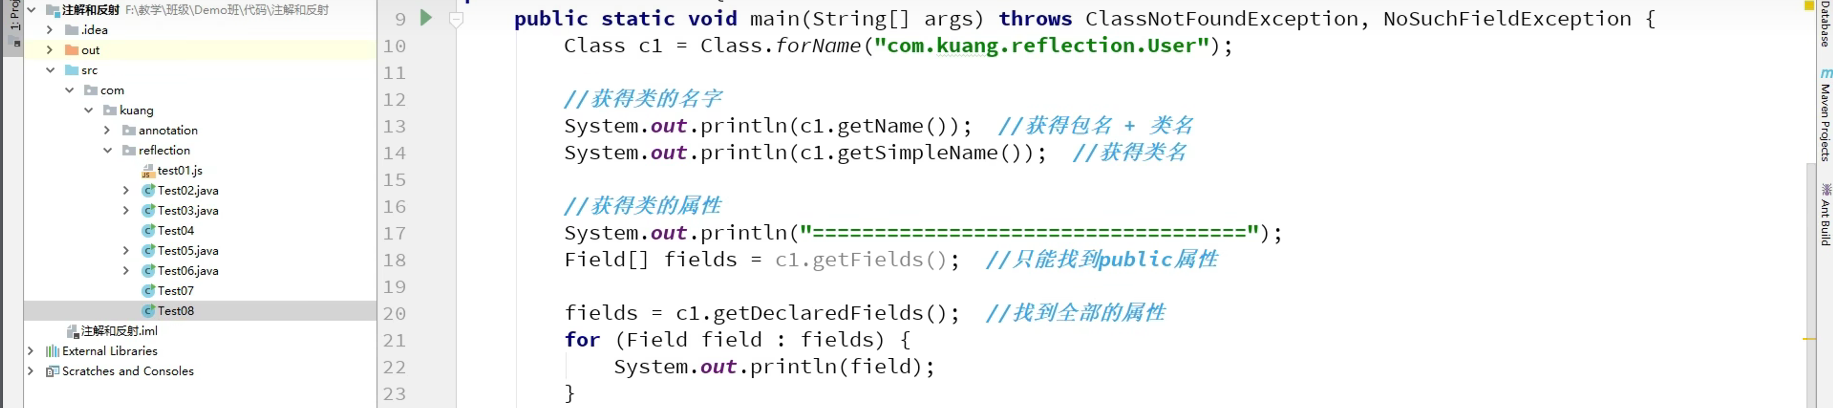 注解和反射 F:\教学\班级\Demo班\代码\注解和反射
.idea
out
src
com
kuang
annotation
reflection
test01.js
Test02.java
Test03.java
Test04
Test05.java
Test06.java
Test07
Test08
注解和反射.iml
External Libraries
Scratches and Consoles
9 public static void main(String[] args) throws ClassNotFoundException, NoSuchFieldException {
10 Class c1 = Class.forName("com.kuang.reflection.User");
11
12 //获得类的名字
13 System.out.println(c1.getName()); //获得包名 + 类名
14 System.out.println(c1.getSimpleName()); //获得类名
15
16 //获得类的属性
17 System.out.println("===================================");
18 Field[] fields = c1.getFields(); //只能找到public属性
19
20 fields = c1.getDeclaredFields(); //找到全部的属性
21 for (Field field : fields) {
22 System.out.println(field);
23 }
Database
Maven Projects
Ant Build